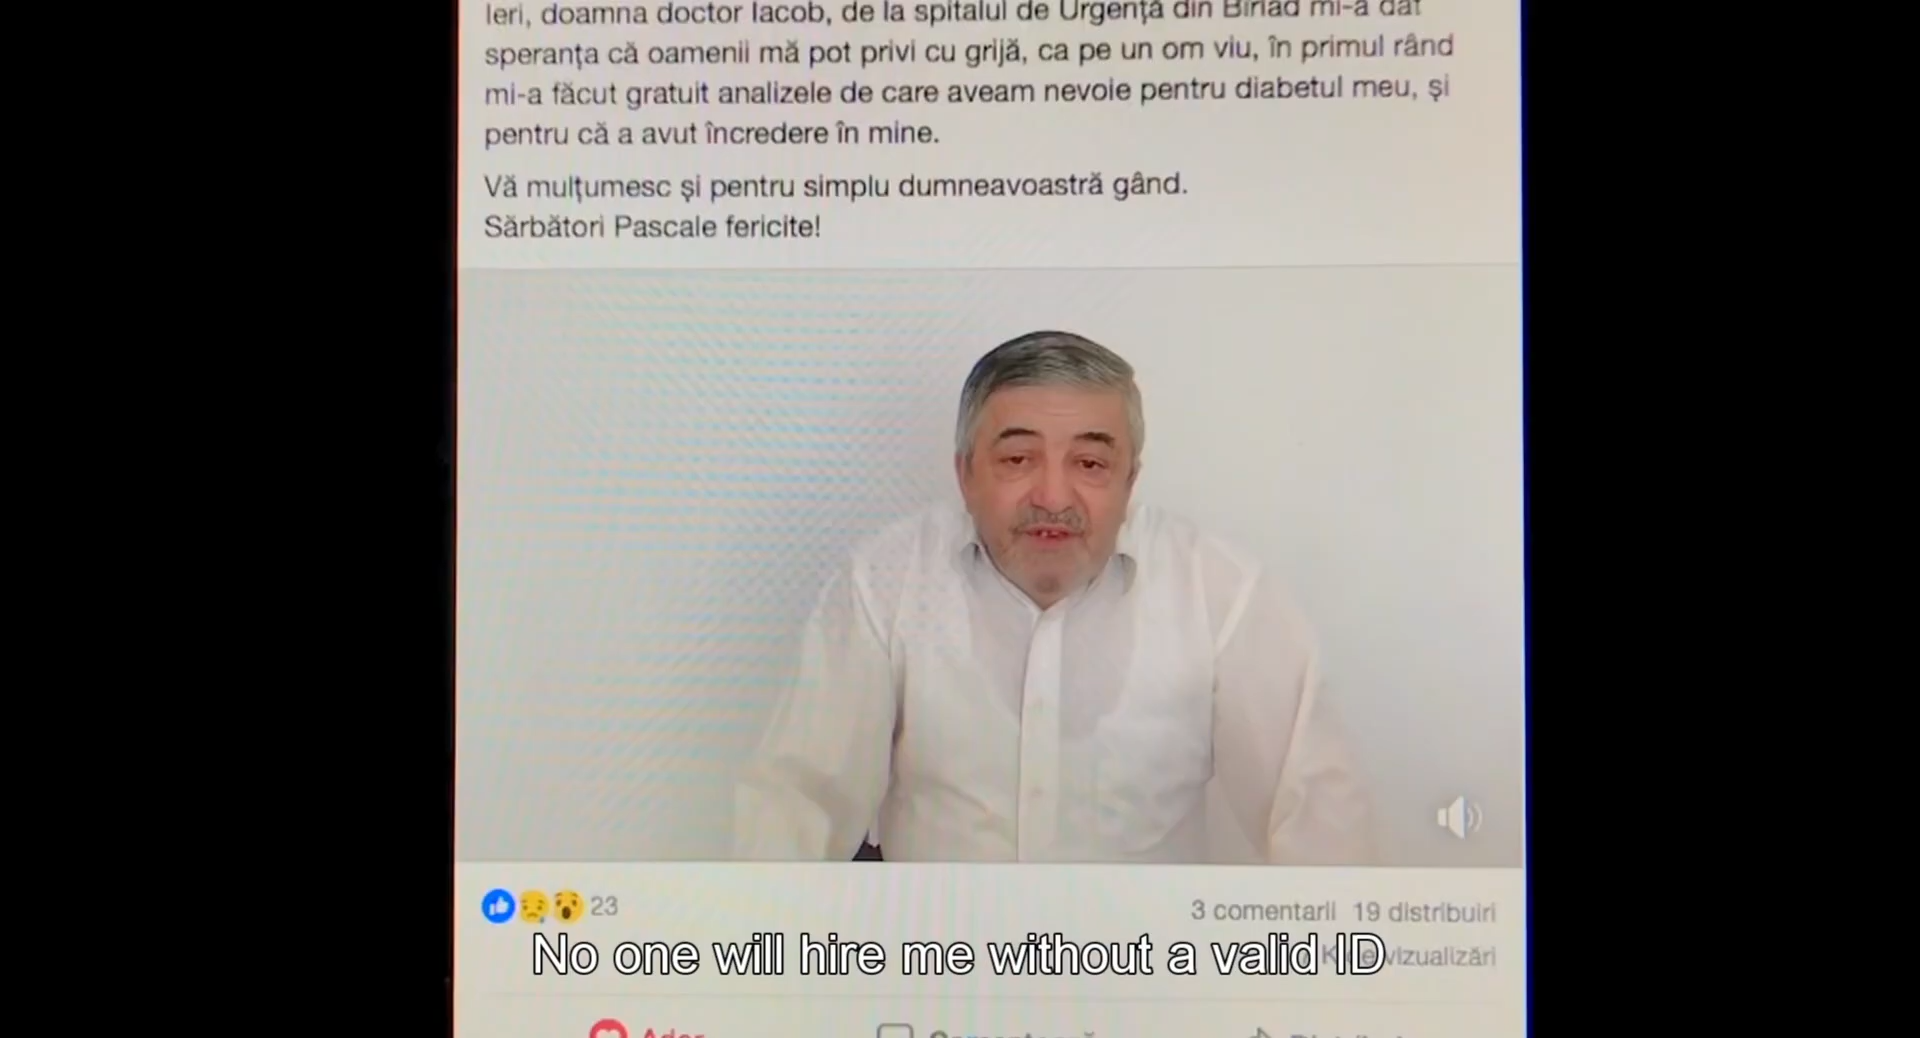 Ieri, doamna doctor Iacob, de la spitalul de Urgență din Bîrlad mi-a dat
speranța că oamenii mă pot privi cu grijă, ca pe un om viu, în primul rând
mi-a făcut gratuit analizele de care aveam nevoie pentru diabetul meu, și
pentru că a avut încredere în mine.
Vă mulțumesc și pentru simplu dumneavoastră gând.
Sărbători Pascale fericite!
23
3 comentarii 19 distribuiri
vizualizări
No one will hire me without a valid ID